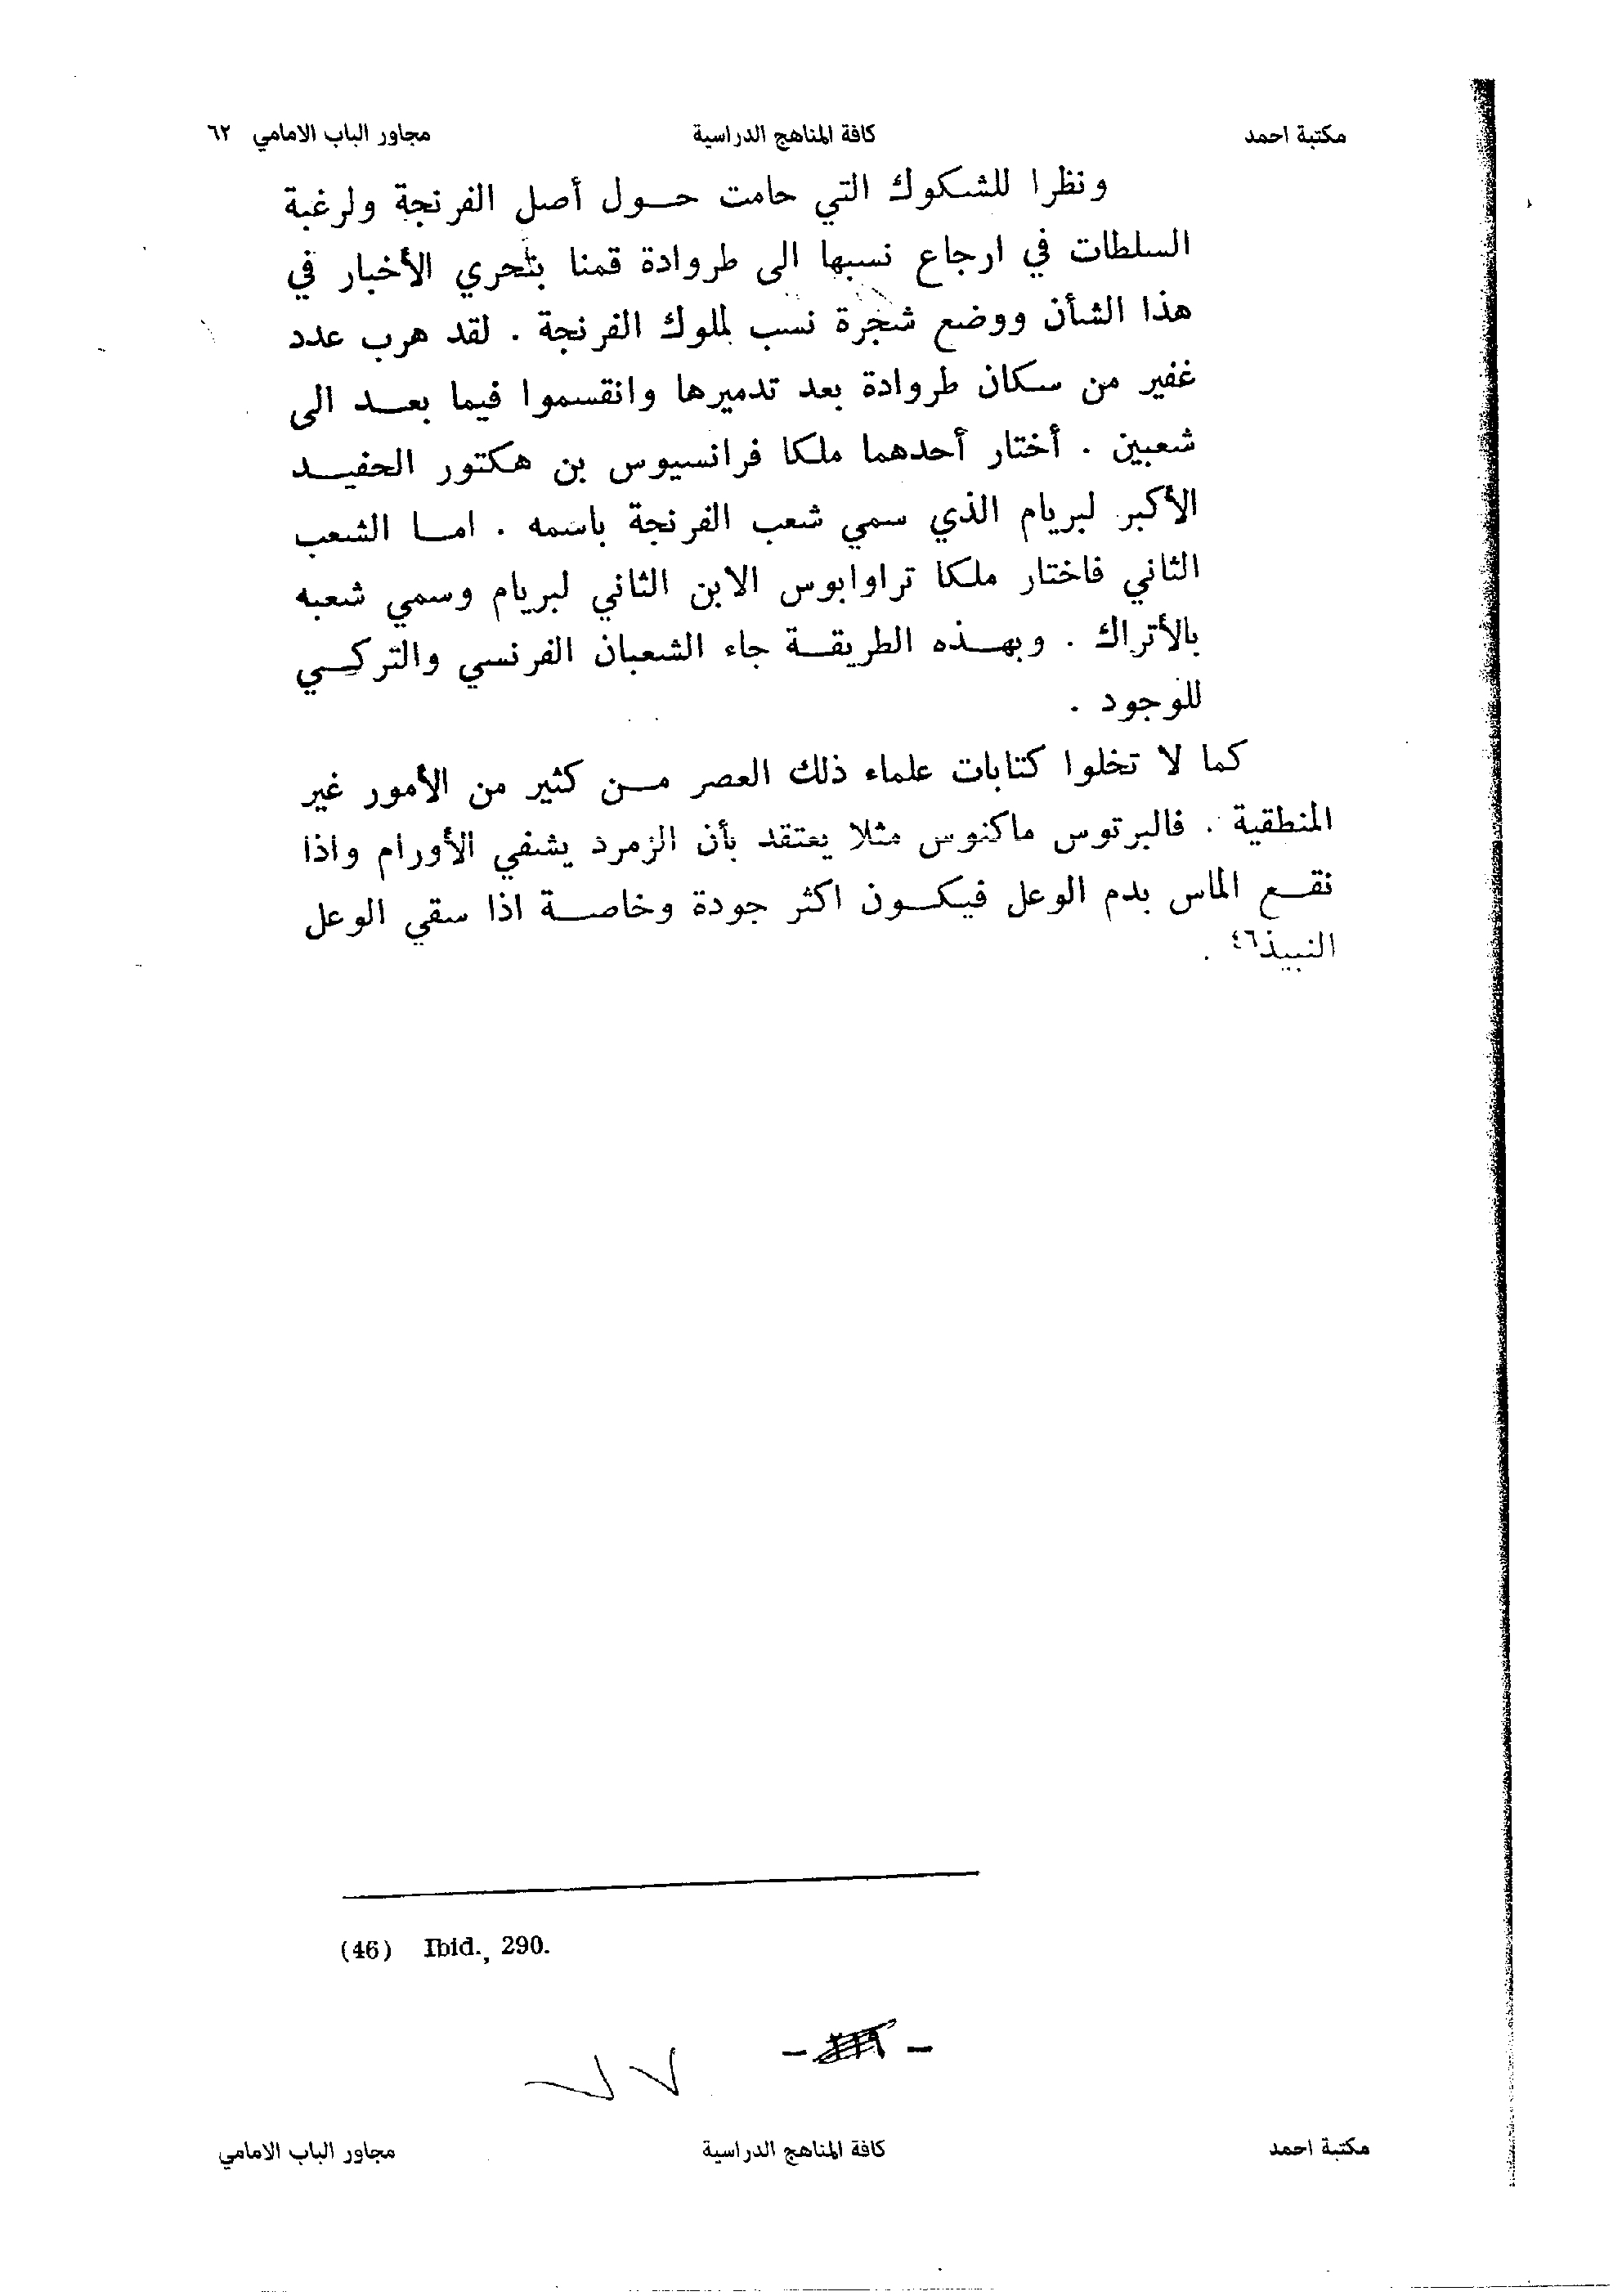 مكتبة احمد كافة المناهج الدراسية مجاور الباب الامامي ٦٢
ونظرا للشكوك التي حامت حـول أصل الفرنجة ولرغبة
السلطات في ارجاع نسبها الى طروادة قمنا بتحري الأخبار في
هذا الشأن ووضع شجرة نسب لملوك الفرنجة . لقد هرب عدد
غفير من سكان طروادة بعد تدميرها وانقسموا فيما بعـد الى
شعبين . أختار أحدهما ملكا فرانسيوس بن هكتور الحفيـد
الأكبر لبريام الذي سمي شعب الفرنجة باسمه . امـا الشعب
الثاني فاختار ملكا تراوابوس الابن الثاني لبريام وسمي شعبه
بالأتراك . وبهـذه الطريقـة جاء الشعبان الفرنسي والتركـي
للوجود .
كما لا تخلوا كتابات علماء ذلك العصر مـن كثير من الأمور غير
المنطقية . فالبرتوس ماكنوس مثلا يعتقد بأن الزمرد يشفي الأورام واذا
نقـع الماس بدم الوعل فيكـون اكثر جودة وخاصـة اذا سقي الوعل
النبيذ٤٦ .
(46) Ibid., 290.
مكتبة احمد كافة المناهج الدراسية مجاور الباب الامامي